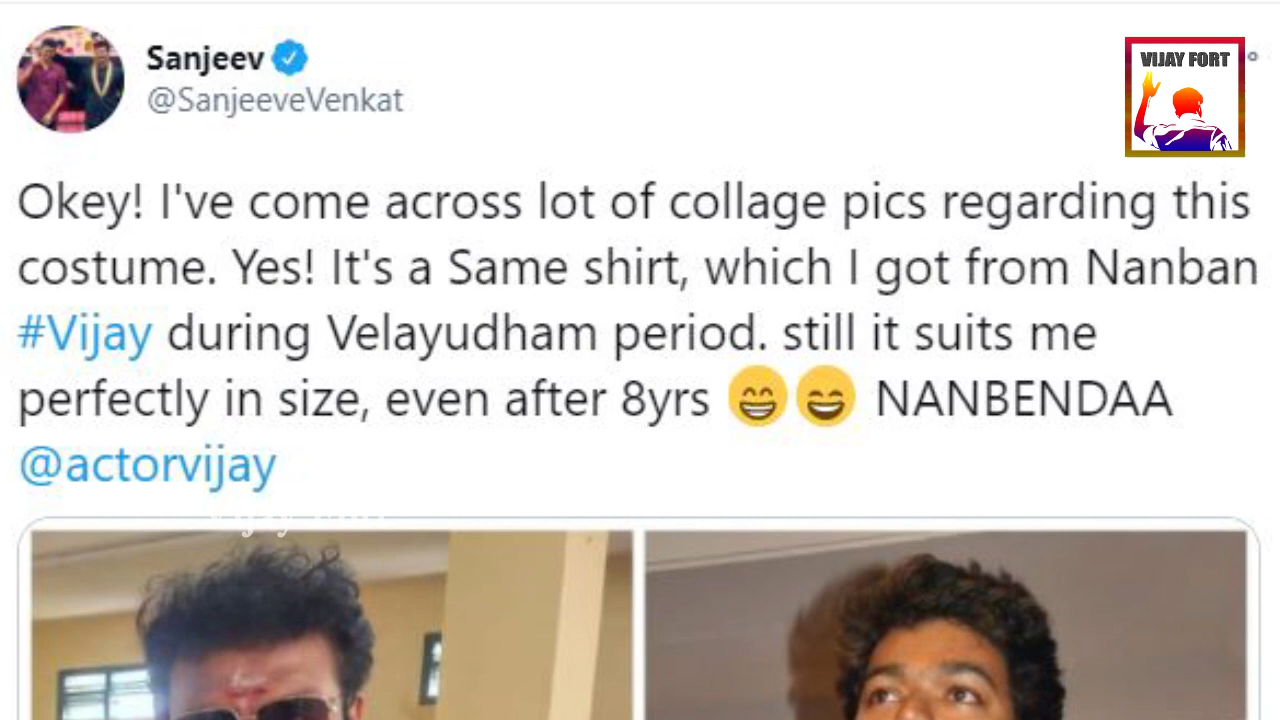 Sanjeev
@SanjeeveVenkat
VIJAY FORT
Okey! I've come across lot of collage pics regarding this
costume. Yes! It's a Same shirt, which I got from Nanban
#Vijay during Velayudham period. still it suits me
perfectly in size, even after 8yrs 😁😄 NANBENDAA
@actorvijay